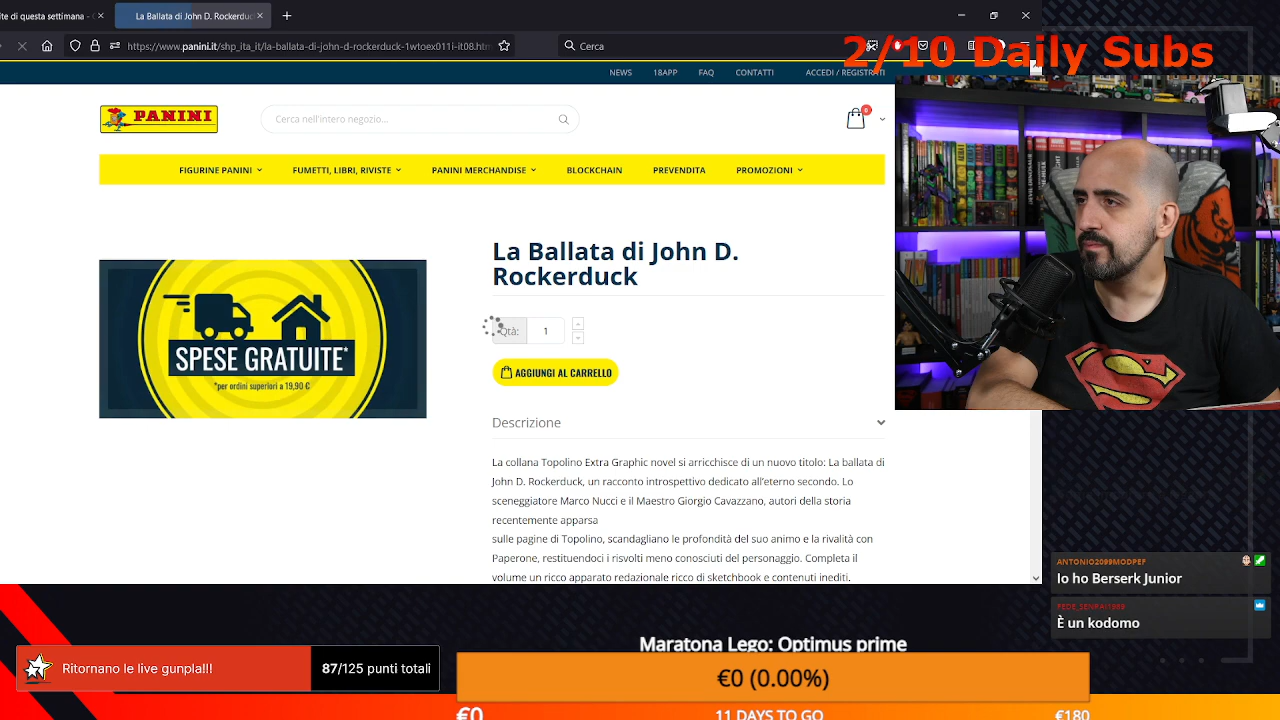 ite di questa settimana -
La Ballata di John D. Rockerduc
https://www.panini.it/shp_ita_it/la-ballata-di-john-d-rockerduck-1wtoex011i-it08.htm
Cerca
2/10 Daily Subs
NEWS
18APP
FAQ
CONTATTI
ACCEDI / REGISTRATI
PANINI
Cerca nell'intero negozio...
0
FIGURINE PANINI
FUMETTI, LIBRI, RIVISTE
PANINI MERCHANDISE
BLOCKCHAIN
PREVENDITA
PROMOZIONI
La Ballata di John D.
Rockerduck
SPESE GRATUITE*
*per ordini superiori a 19,90 €
Qtà:
1
AGGIUNGI AL CARRELLO
Descrizione
La collana Topolino Extra Graphic novel si arricchisce di un nuovo titolo: La ballata di
John D. Rockerduck, un racconto introspettivo dedicato all'eterno secondo. Lo
sceneggiatore Marco Nucci e il Maestro Giorgio Cavazzano, autori della storia
recentemente apparsa
sulle pagine di Topolino, scandagliano le profondità del suo animo e la rivalità con
Paperone, restituendoci i risvolti meno conosciuti del personaggio. Completa il
volume un ricco apparato redazionale ricco di sketchbook e contenuti inediti.
ANTONIO2099MODPEF
Io ho Berserk Junior
È un kodomo
Maratona Lego: Optimus prime
Ritornano le live gunpla!!!
87/125 punti totali
€0 (0.00%)
€0
11 DAYS TO GO
€180